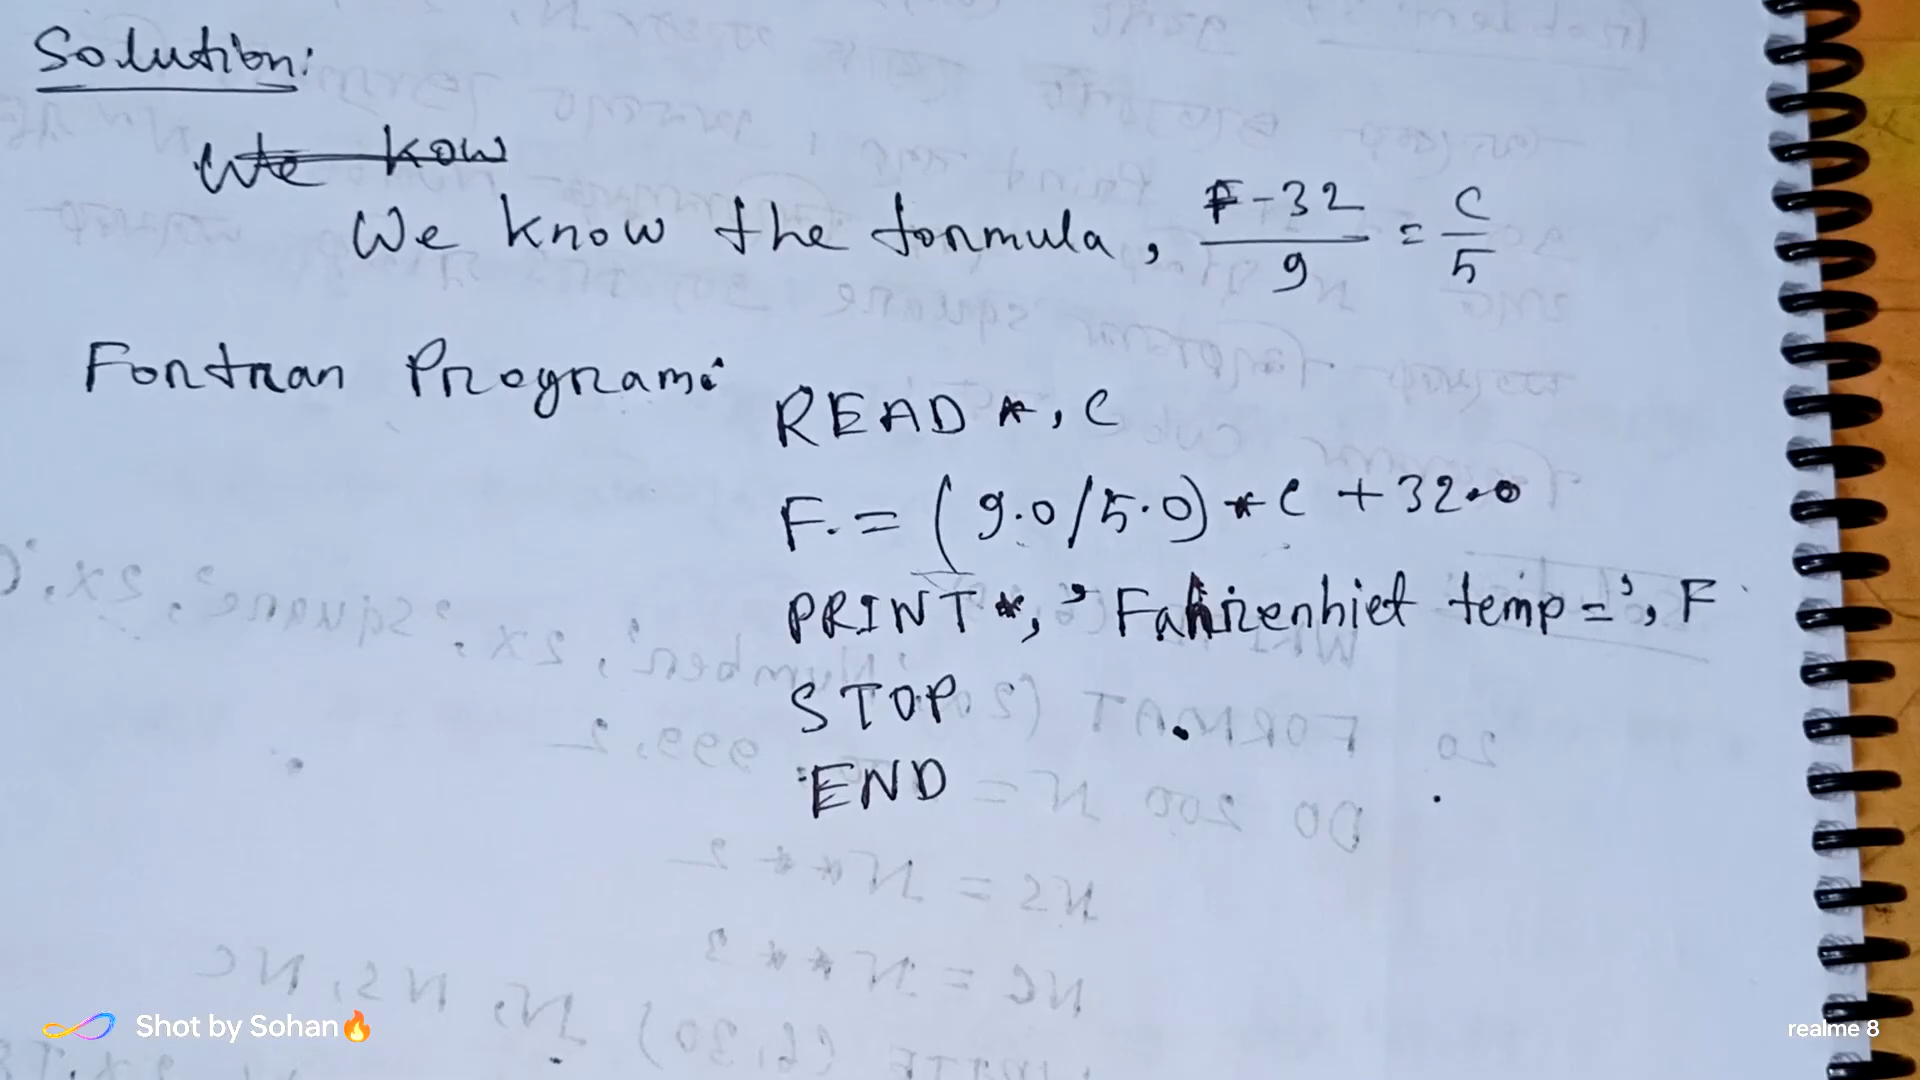 Solution:
We kow
We know the formula, F-32/9 = C/5
Fortran Program:
READ *, C
F = (9.0/5.0) * C + 32.0
PRINT *, 'Fahrenhiet temp =', F
STOP
END
Shot by Sohan🔥
realme 8